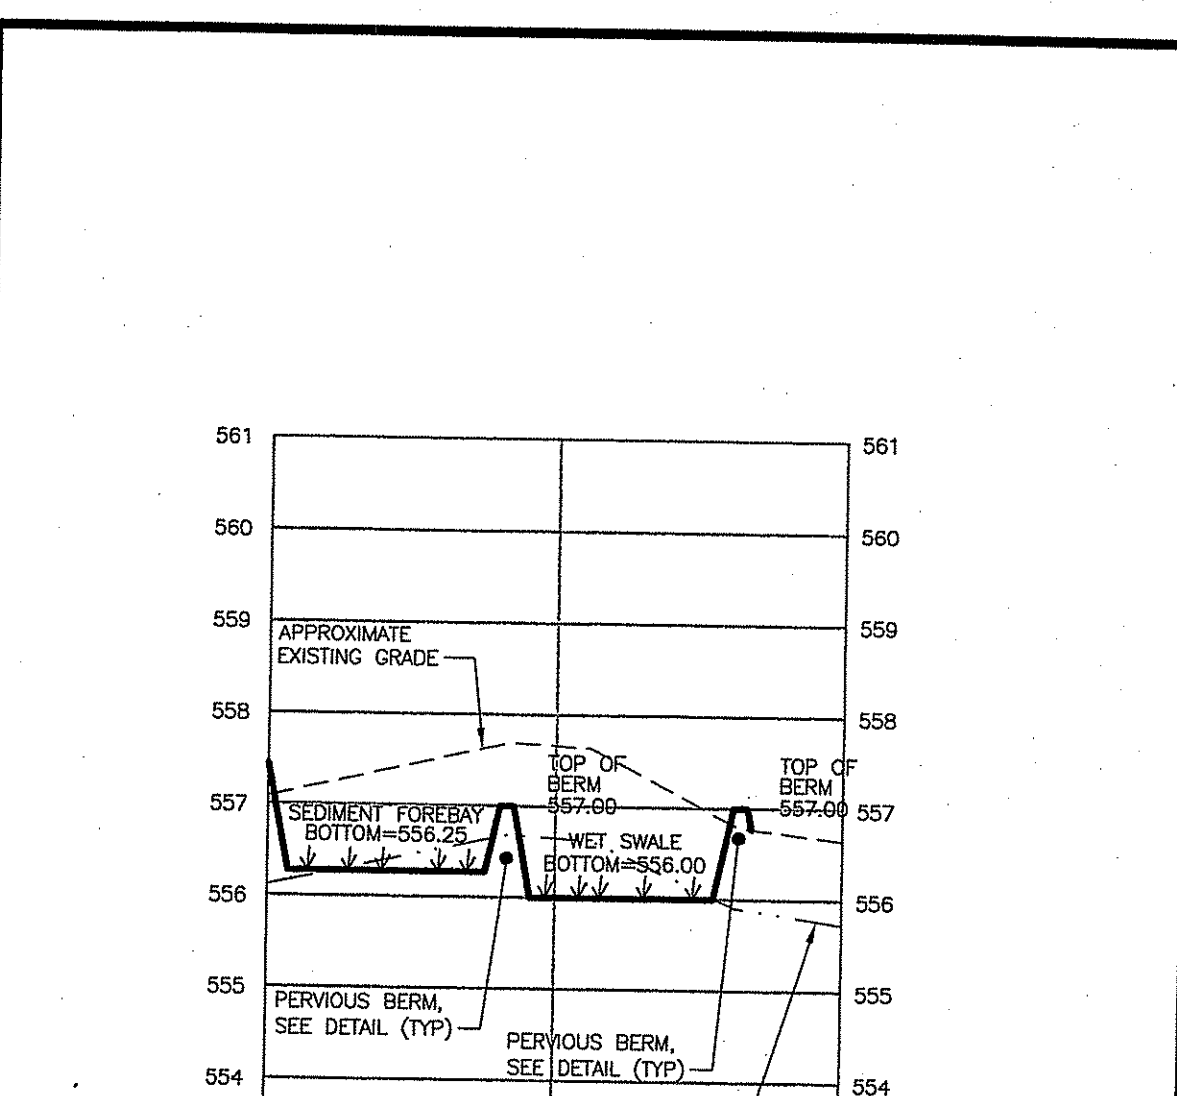 561
561
560
560
559
559
APPROXIMATE
EXISTING GRADE
558
558
TOP OF
BERM
557.00
TOP OF
BERM
557.00
557
557
SEDIMENT FOREBAY
BOTTOM=556.25
WET SWALE
BOTTOM=556.00
556
556
555
555
PERVIOUS BERM,
SEE DETAIL (TYP)
PERVIOUS BERM,
SEE DETAIL (TYP)
554
554